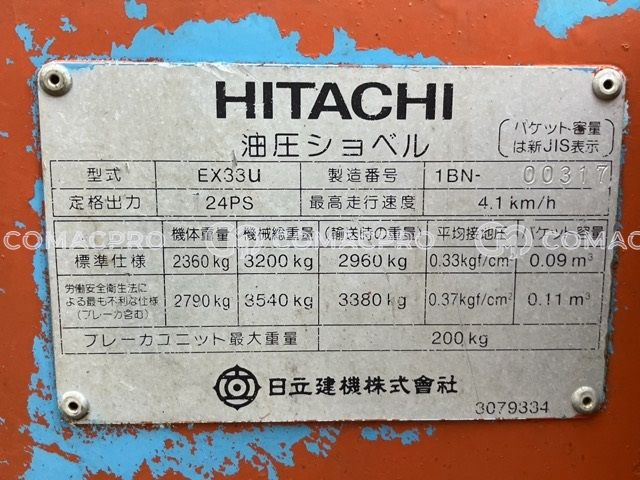 HITACHI
油圧ショベル
(バケット容量
は新JIS表示)
型式 EX33u 製造番号 1BN- 00317
定格出力 24PS 最高走行速度 4.1 km/h
機体重量 機械総重量 (輸送時の重量) 平均接地圧 バケット容量
標準仕様 2360 kg 3200 kg 2960 kg 0.33kgf/cm² 0.09 m³
労働安全衛生法に
よる最も不利な仕様
(ブレーカ含む)
2790 kg 3540 kg 3380 kg 0.37kgf/cm² 0.11 m³
ブレーカユニット最大重量 200 kg
日立建機株式會社
3079334
COMACPRO COMACPRO COMACPRO